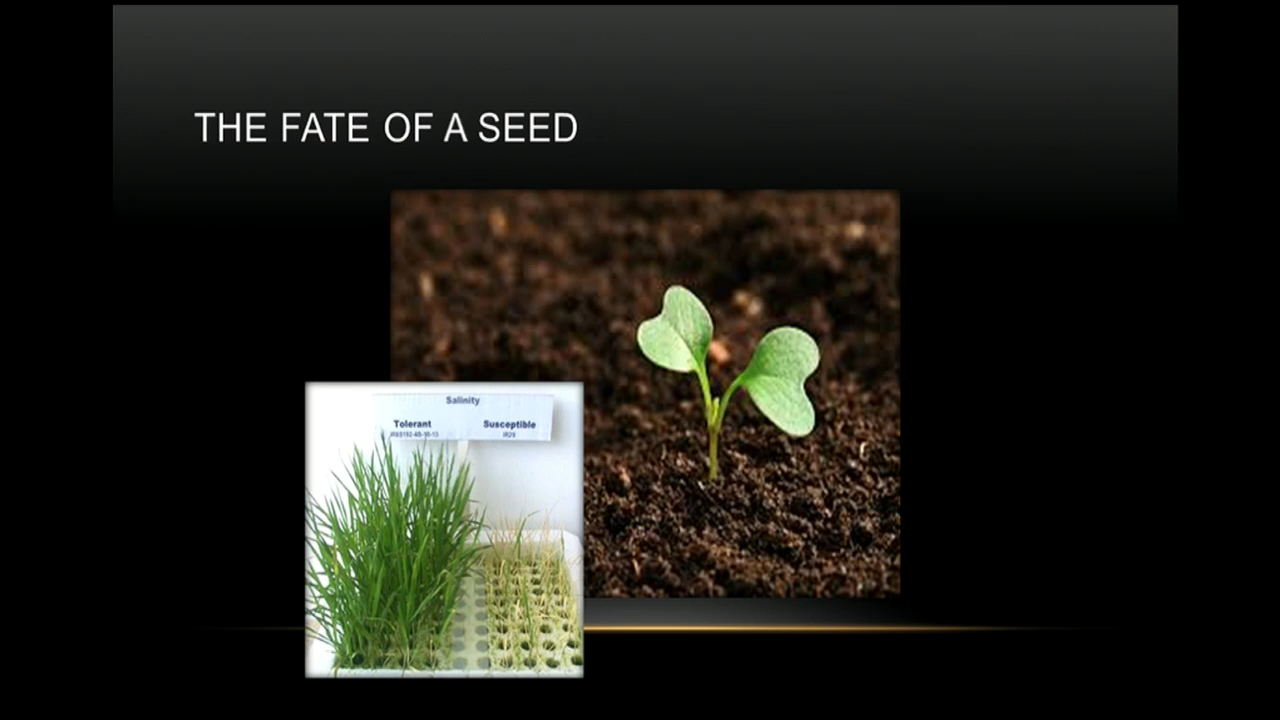 THE FATE OF A SEED
Salinity
Tolerant Susceptible
IR29